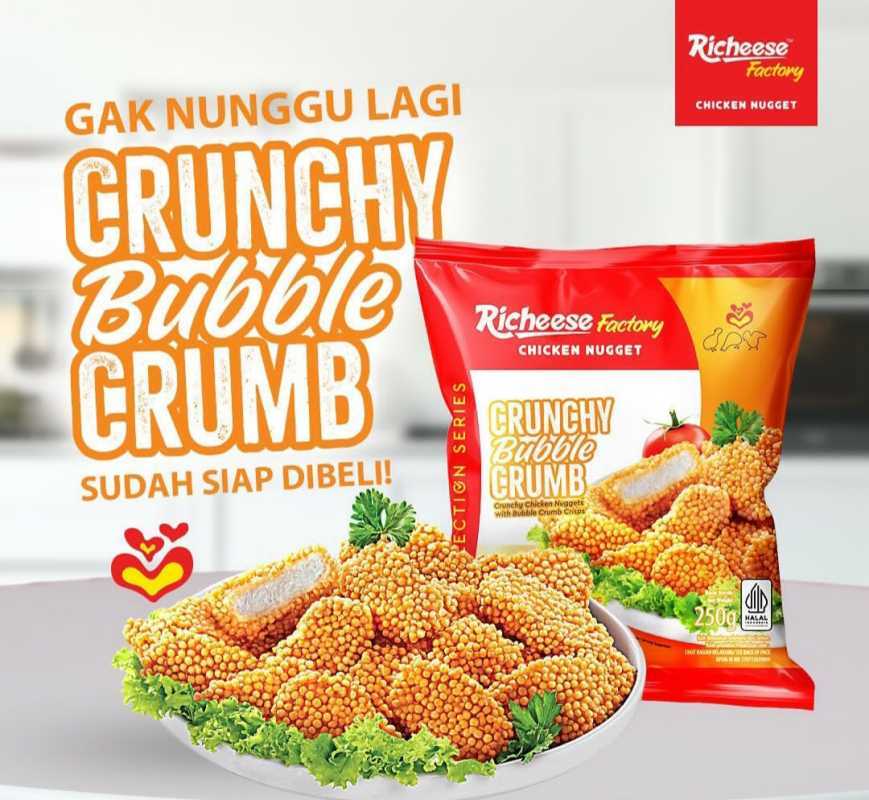 Richeese
Factory
CHICKEN NUGGET
GAK NUNGGU LAGI
CRUNCHY
Bubble
CRUMB
SUDAH SIAP DIBELI!
Richeese Factory
CHICKEN NUGGET
ECTION SERIES
CRUNCHY
Bubble
CRUMB
Crunchy Chicken Nuggets
with Bubble Crumb Crisps
250g
HALAL
INDONESIA